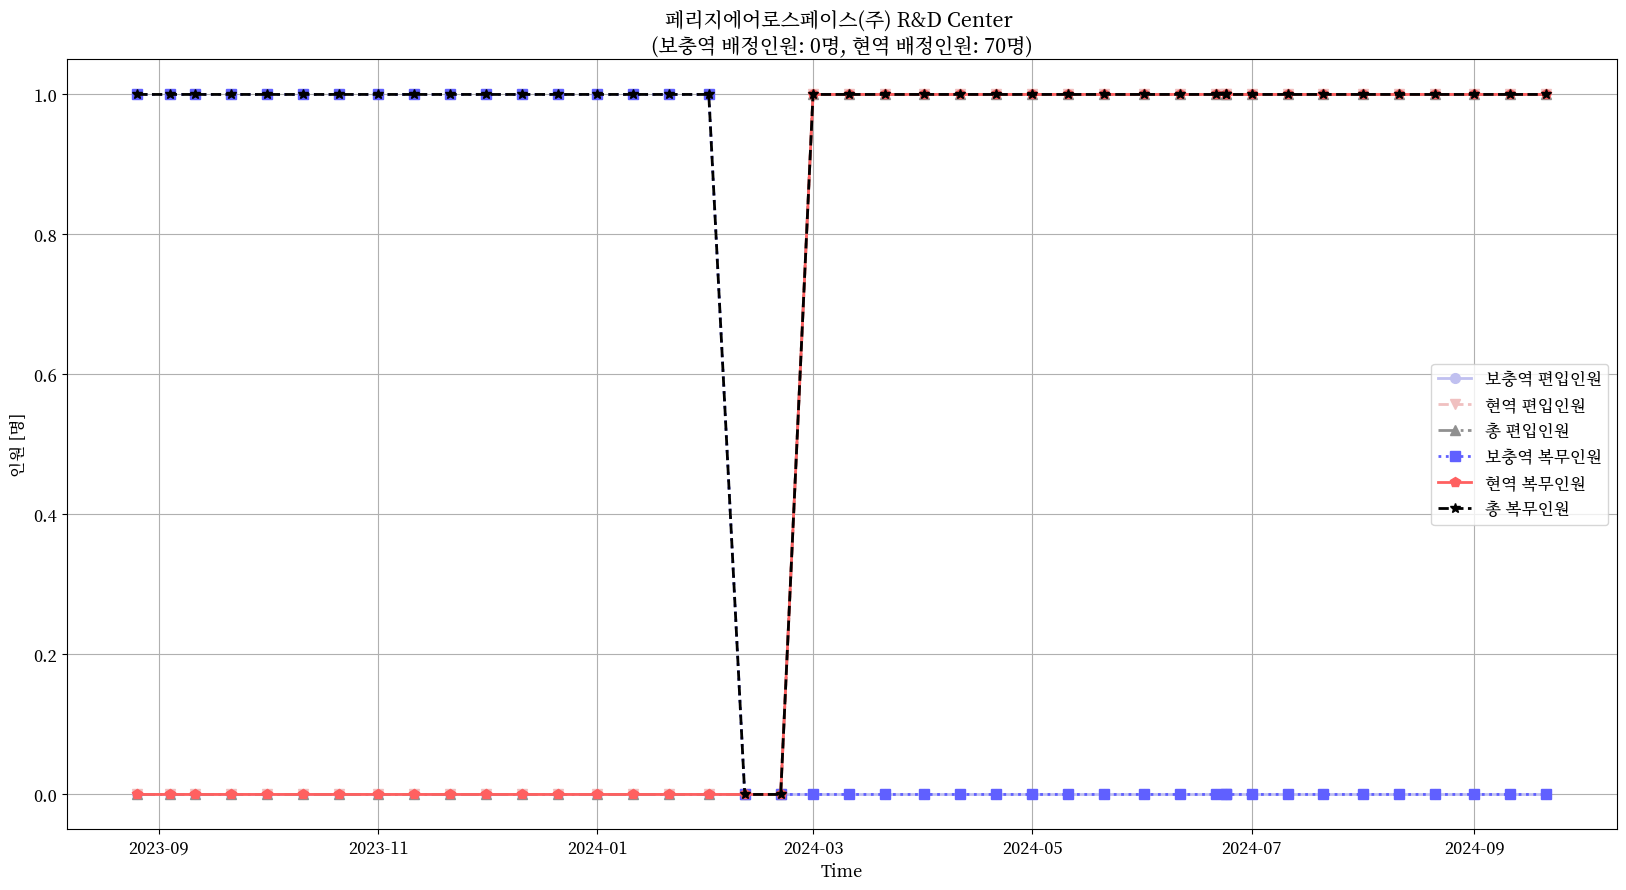 페리지에어로스페이스(주) R&D Center
(보충역 배정인원: 0명, 현역 배정인원: 70명)
인원 [명]
1.0
0.8
0.6
0.4
0.2
0.0
보충역 편입인원
현역 편입인원
총 편입인원
보충역 복무인원
현역 복무인원
총 복무인원
2023-09
2023-11
2024-01
2024-03
2024-05
2024-07
2024-09
Time